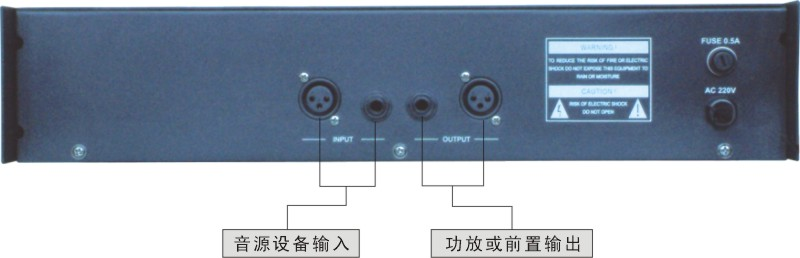 WARNING!
TO REDUCE THE RISK OF FIRE OR ELECTRIC
SHOCK DO NOT EXPOSE THIS EQUIPMENT TO
RAIN OR MOISTURE
CAUTION!
RISK OF ELECTRIC SHOCK
DO NOT OPEN
FUSE 0.5A
AC 220V
INPUT
OUTPUT
音源设备输入
功放或前置输出